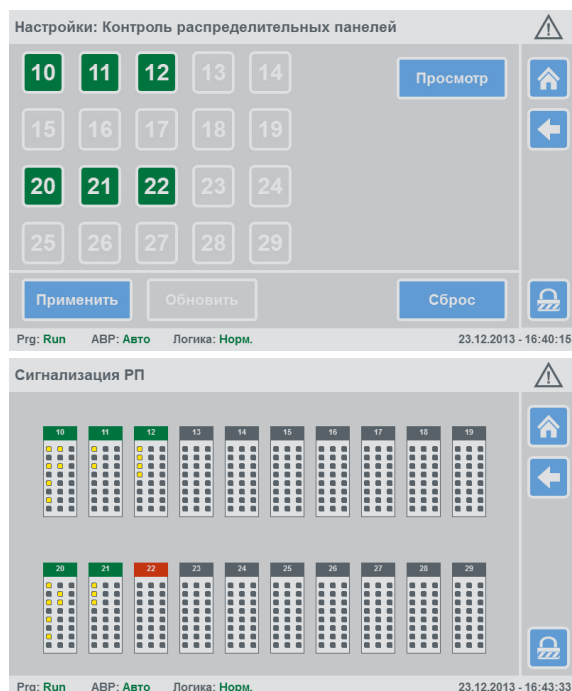 Настройки: Контроль распределительных панелей
10 11 12 13 14
Просмотр
15 16 17 18 19
20 21 22 23 24
25 26 27 28 29
Применить Обновить Сброс
Prg: Run АВР: Авто Логика: Норм. 23.12.2013 - 16:40:15
Сигнализация РП
10 11 12 13 14 15 16 17 18 19
20 21 22 23 24 25 26 27 28 29
Prg: Run АВР: Авто Логика: Норм. 23.12.2013 - 16:43:33